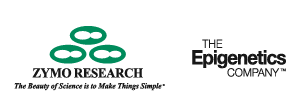 ZYMO RESEARCH
The Beauty of Science is to Make Things Simple
THE
Epigenetics
COMPANY™